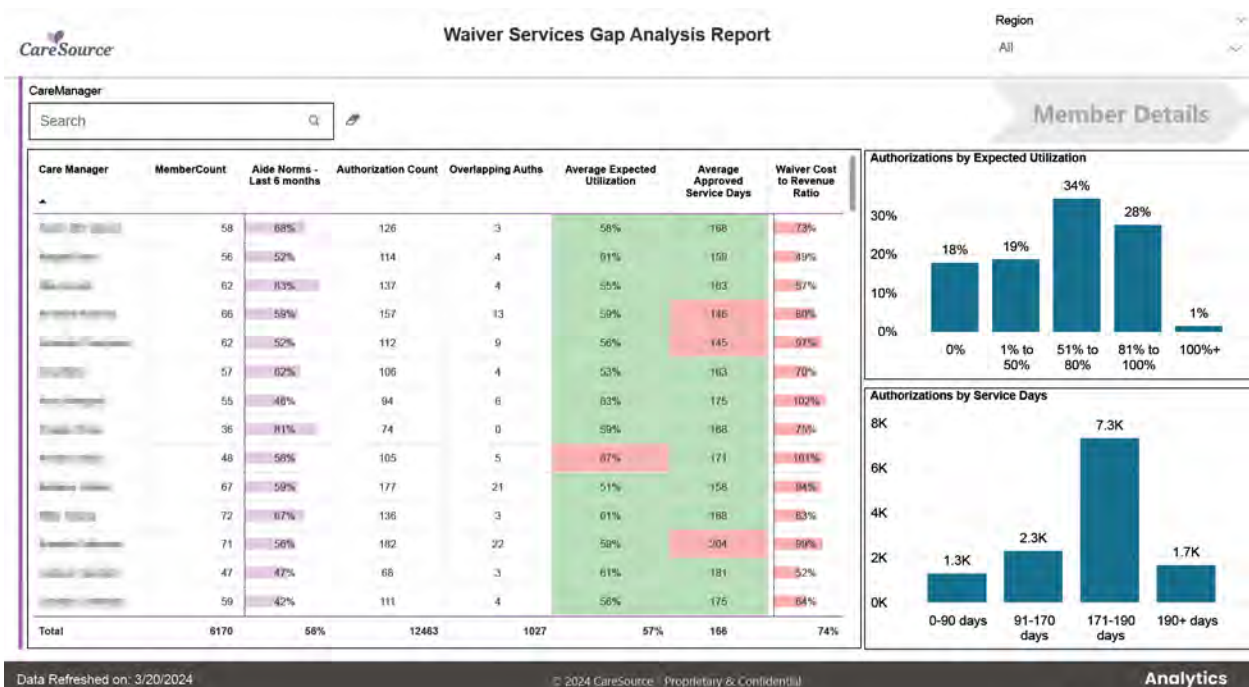 CareSource
Waiver Services Gap Analysis Report
Region
All
CareManager
Search
Member Details
Care Manager MemberCount Aide Norms - Last 6 months Authorization Count Overlapping Auths Average Expected Utilization Average Approved Service Days Waiver Cost to Revenue Ratio
58 68% 126 3 58% 168 73%
56 52% 114 4 61% 159 49%
62 83% 137 4 55% 163 57%
66 59% 157 13 59% 146
62 52% 112 9 56% 145 97%
57 62% 106 4 53% 163 70%
55 46% 94 6 63% 175 102%
36 81% 74 0 59% 168 75%
48 58% 105 5 171 101%
67 59% 177 21 51% 158 94%
72 67% 136 3 61% 168 83%
71 56% 182 22 59% 204 99%
47 47% 68 3 61% 181 52%
59 42% 111 4 56% 175 64%
Total 6170 56% 12463 1027 57% 166 74%
Authorizations by Expected Utilization
34%
30%
28%
20%
18%
19%
10%
1%
0%
0% 1% to 50% 51% to 80% 81% to 100% 100%+
Authorizations by Service Days
8K
7.3K
6K
4K
2.3K
2K
1.3K
1.7K
0K
0-90 days 91-170 days 171-190 days 190+ days
Data Refreshed on: 3/20/2024
© 2024 CareSource - Proprietary & Confidential
Analytics